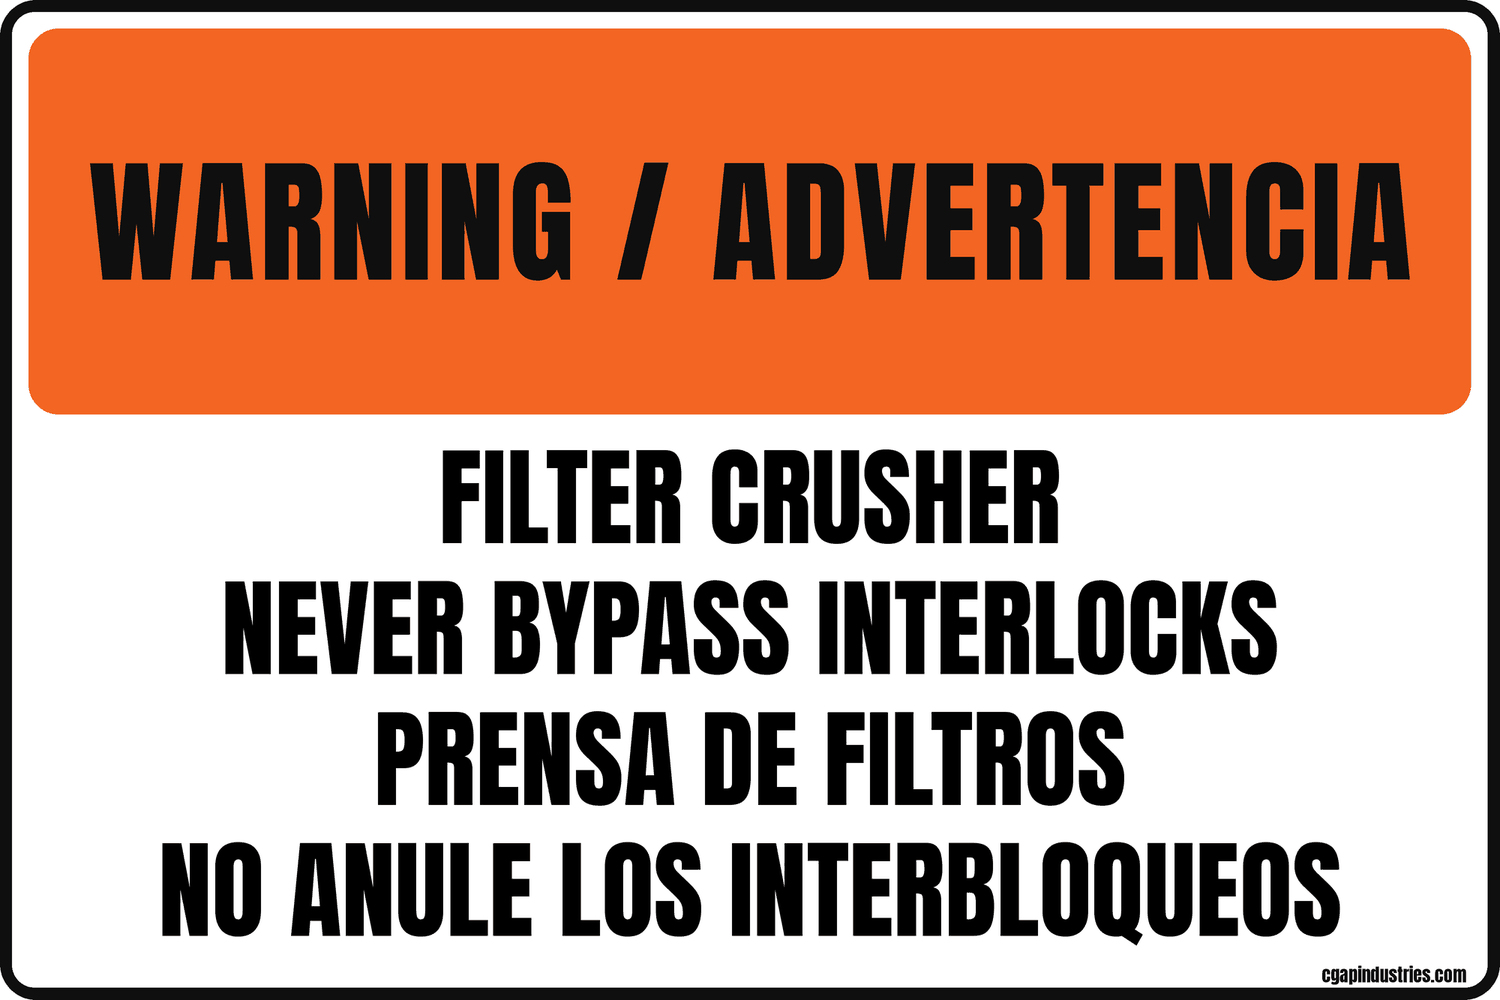 WARNING / ADVERTENCIA
FILTER CRUSHER
NEVER BYPASS INTERLOCKS
PRENSA DE FILTROS
NO ANULE LOS INTERBLOQUEOS
cgapindustries.com